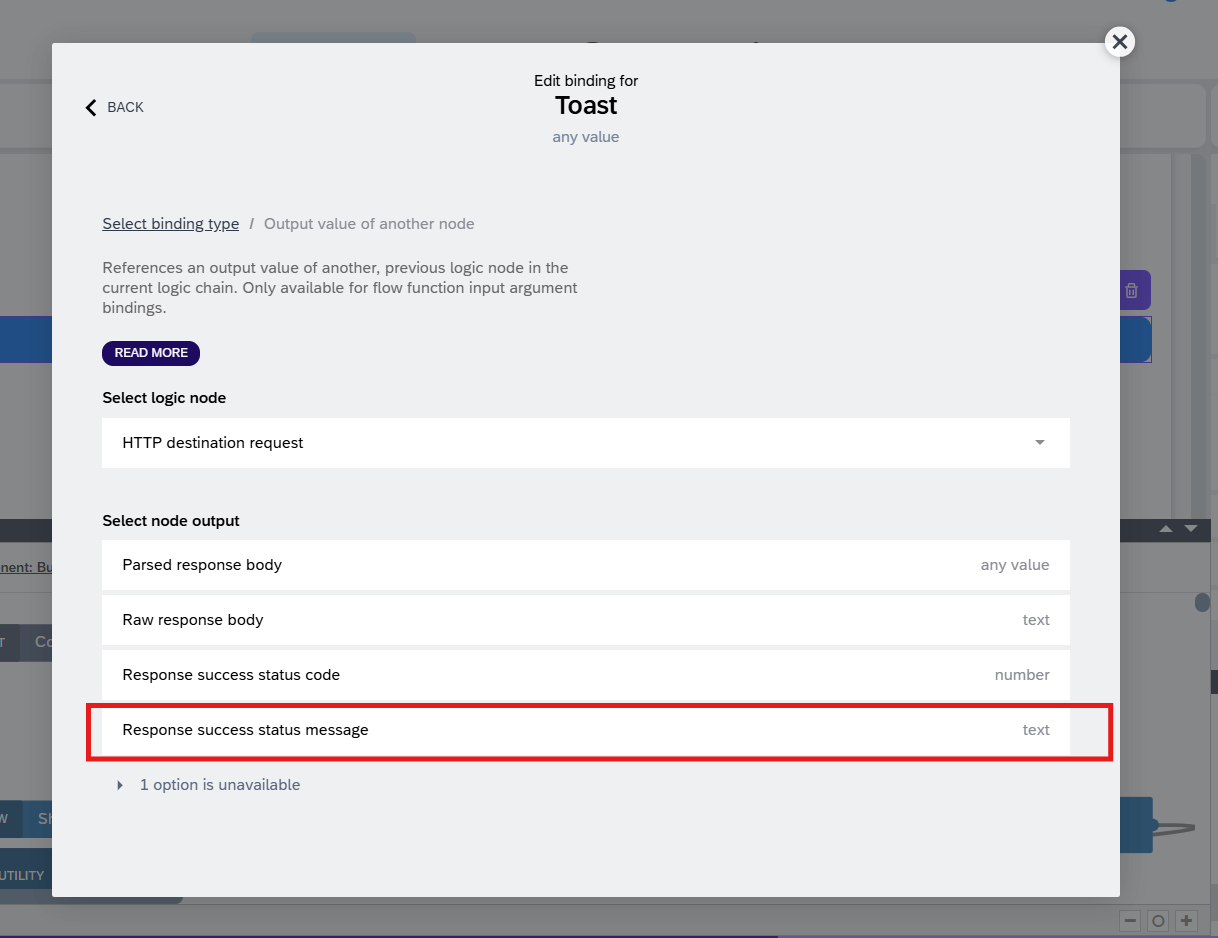 Edit binding for
BACK
Toast
any value
Select binding type / Output value of another node
References an output value of another, previous logic node in the
current logic chain. Only available for flow function input argument
bindings.
READ MORE
Select logic node
HTTP destination request
Select node output
Parsed response body any value
Raw response body text
Response success status code number
Response success status message text
1 option is unavailable
nent: Bu
T Co
W Sh
UTILITY